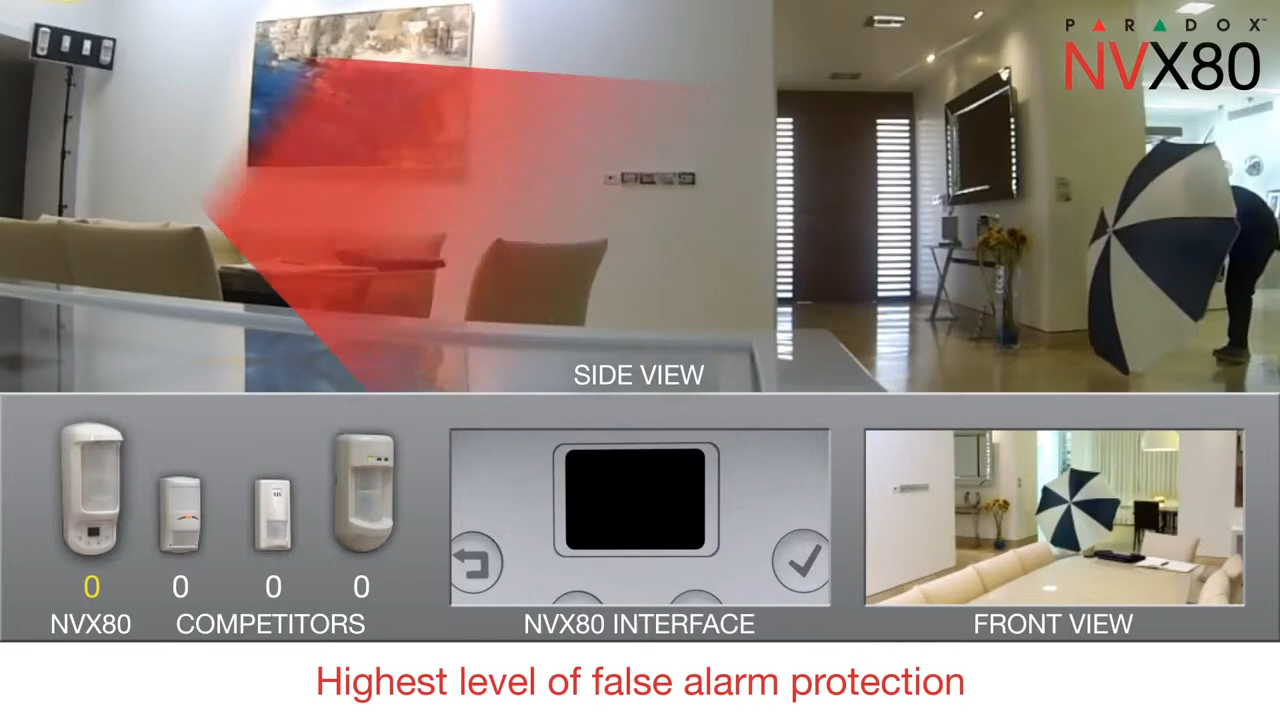 PARADOX™
NVX80
SIDE VIEW
0 0 0 0
NVX80 COMPETITORS
NVX80 INTERFACE
FRONT VIEW
Highest level of false alarm protection